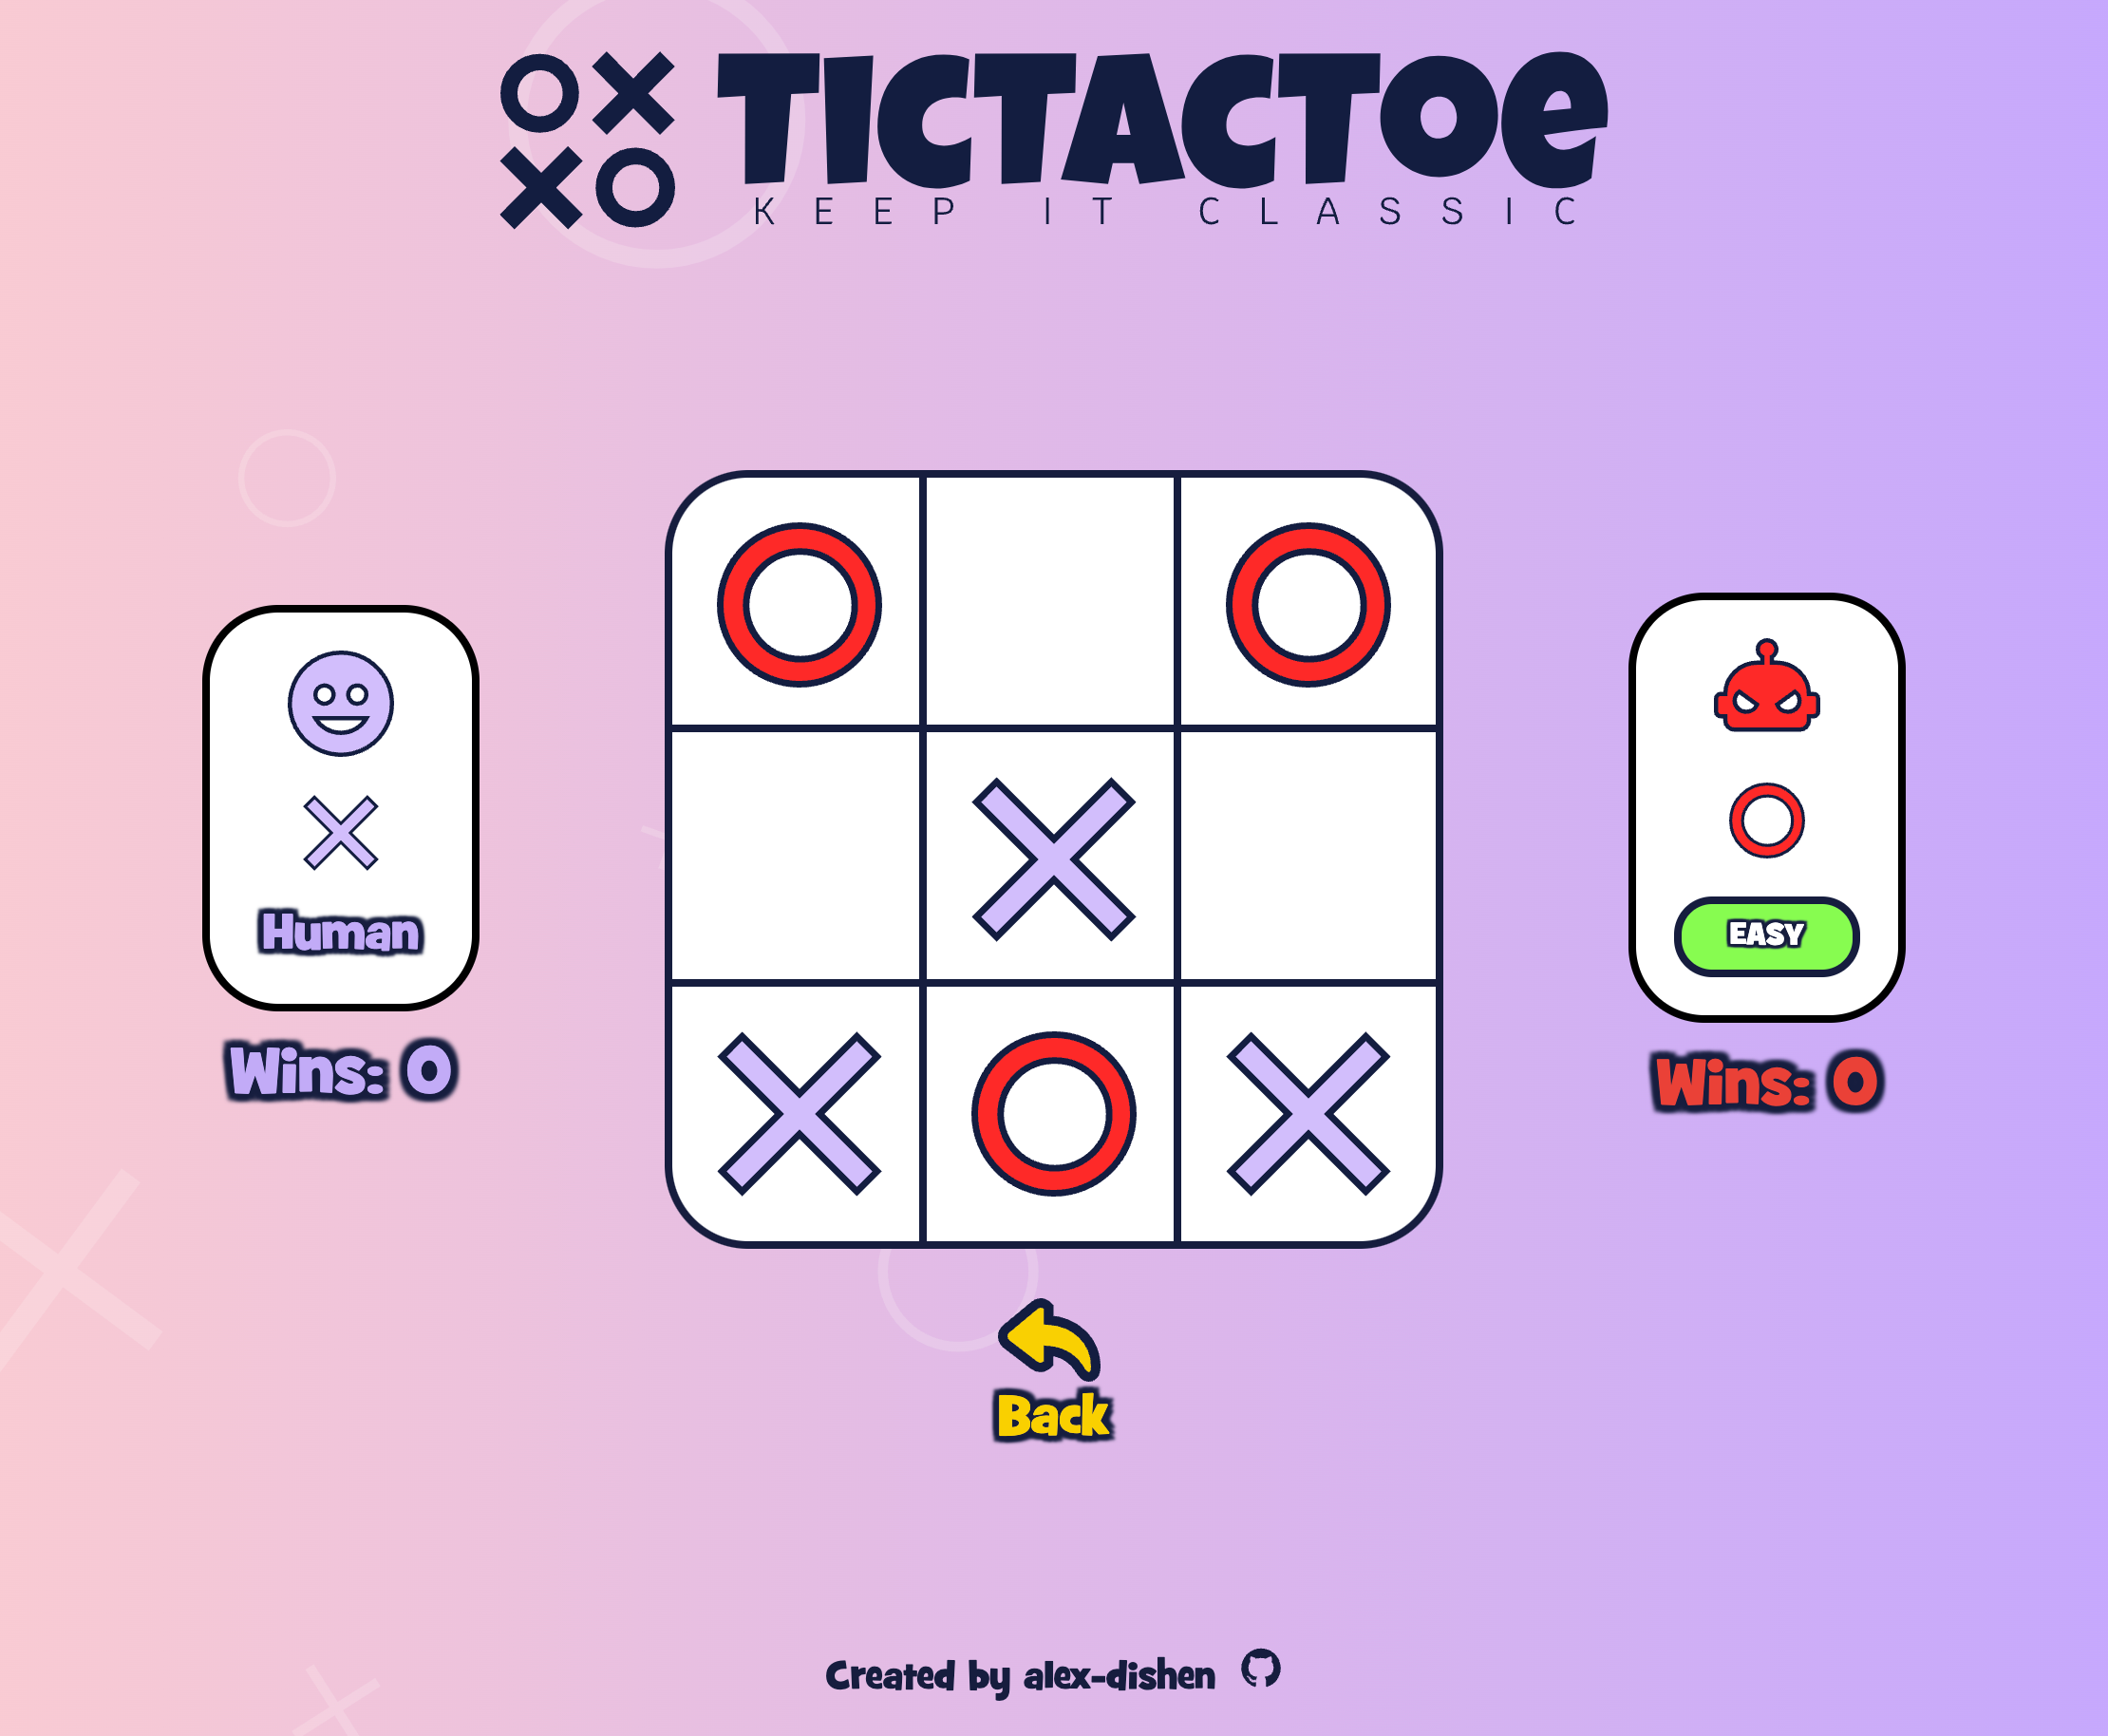 TICTACTOe
KEEP IT CLASSIC
Human
Wins: 0
EASY
Wins: 0
Back
Created by alex-dishen